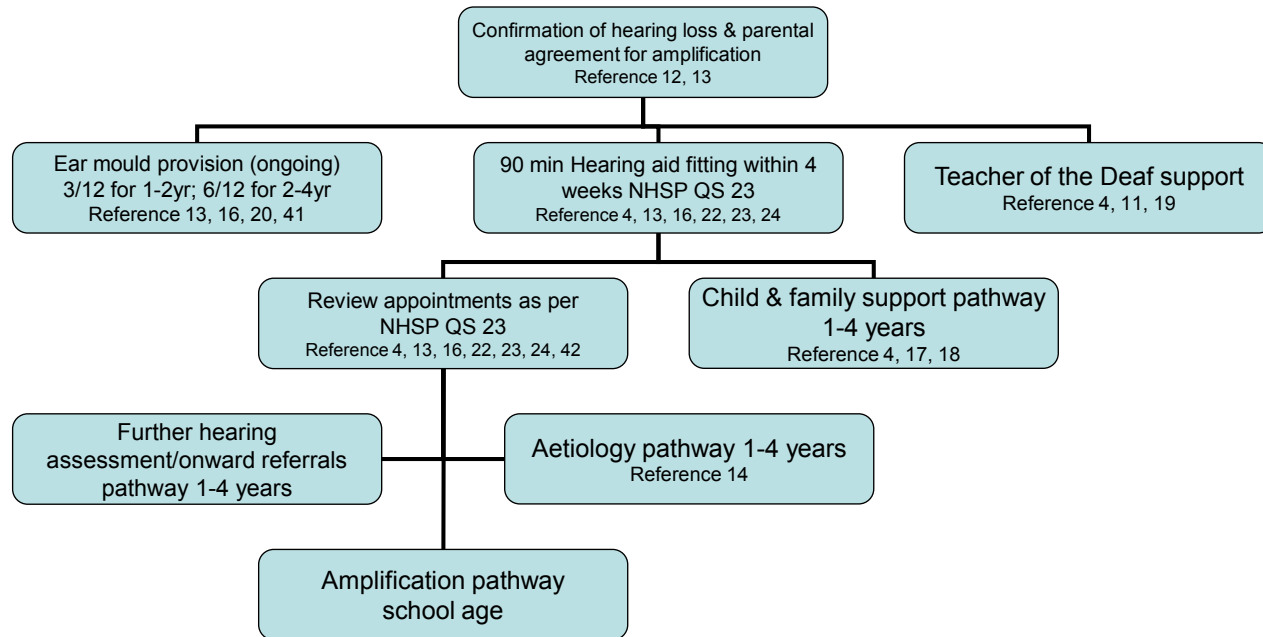 Confirmation of hearing loss & parental
agreement for amplification
Reference 12, 13
Ear mould provision (ongoing)
3/12 for 1-2yr; 6/12 for 2-4yr
Reference 13, 16, 20, 41
90 min Hearing aid fitting within 4
weeks NHSP QS 23
Reference 4, 13, 16, 22, 23, 24
Teacher of the Deaf support
Reference 4, 11, 19
Review appointments as per
NHSP QS 23
Reference 4, 13, 16, 22, 23, 24, 42
Child & family support pathway
1-4 years
Reference 4, 17, 18
Further hearing
assessment/onward referrals
pathway 1-4 years
Aetiology pathway 1-4 years
Reference 14
Amplification pathway
school age